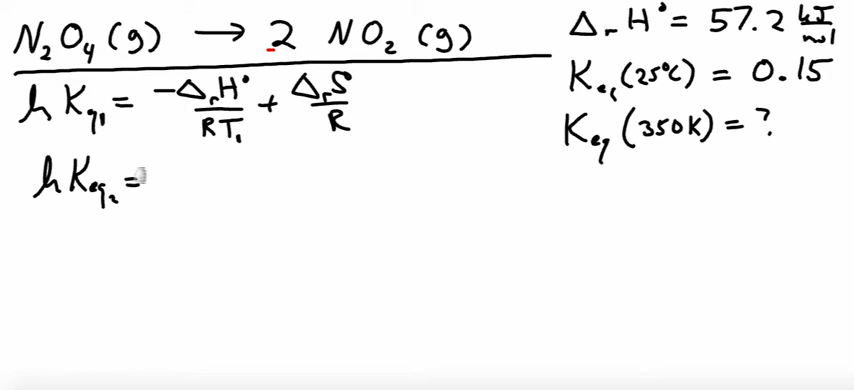 N₂O₄(g) → 2 NO₂(g)
ln Keq₁ = -ΔᵣH°/RT₁ + ΔᵣS°/R
ln Keq₂ =
ΔᵣH° = 57.2 kJ/mol
Keq(25°C) = 0.15
Keq(350K) = ?